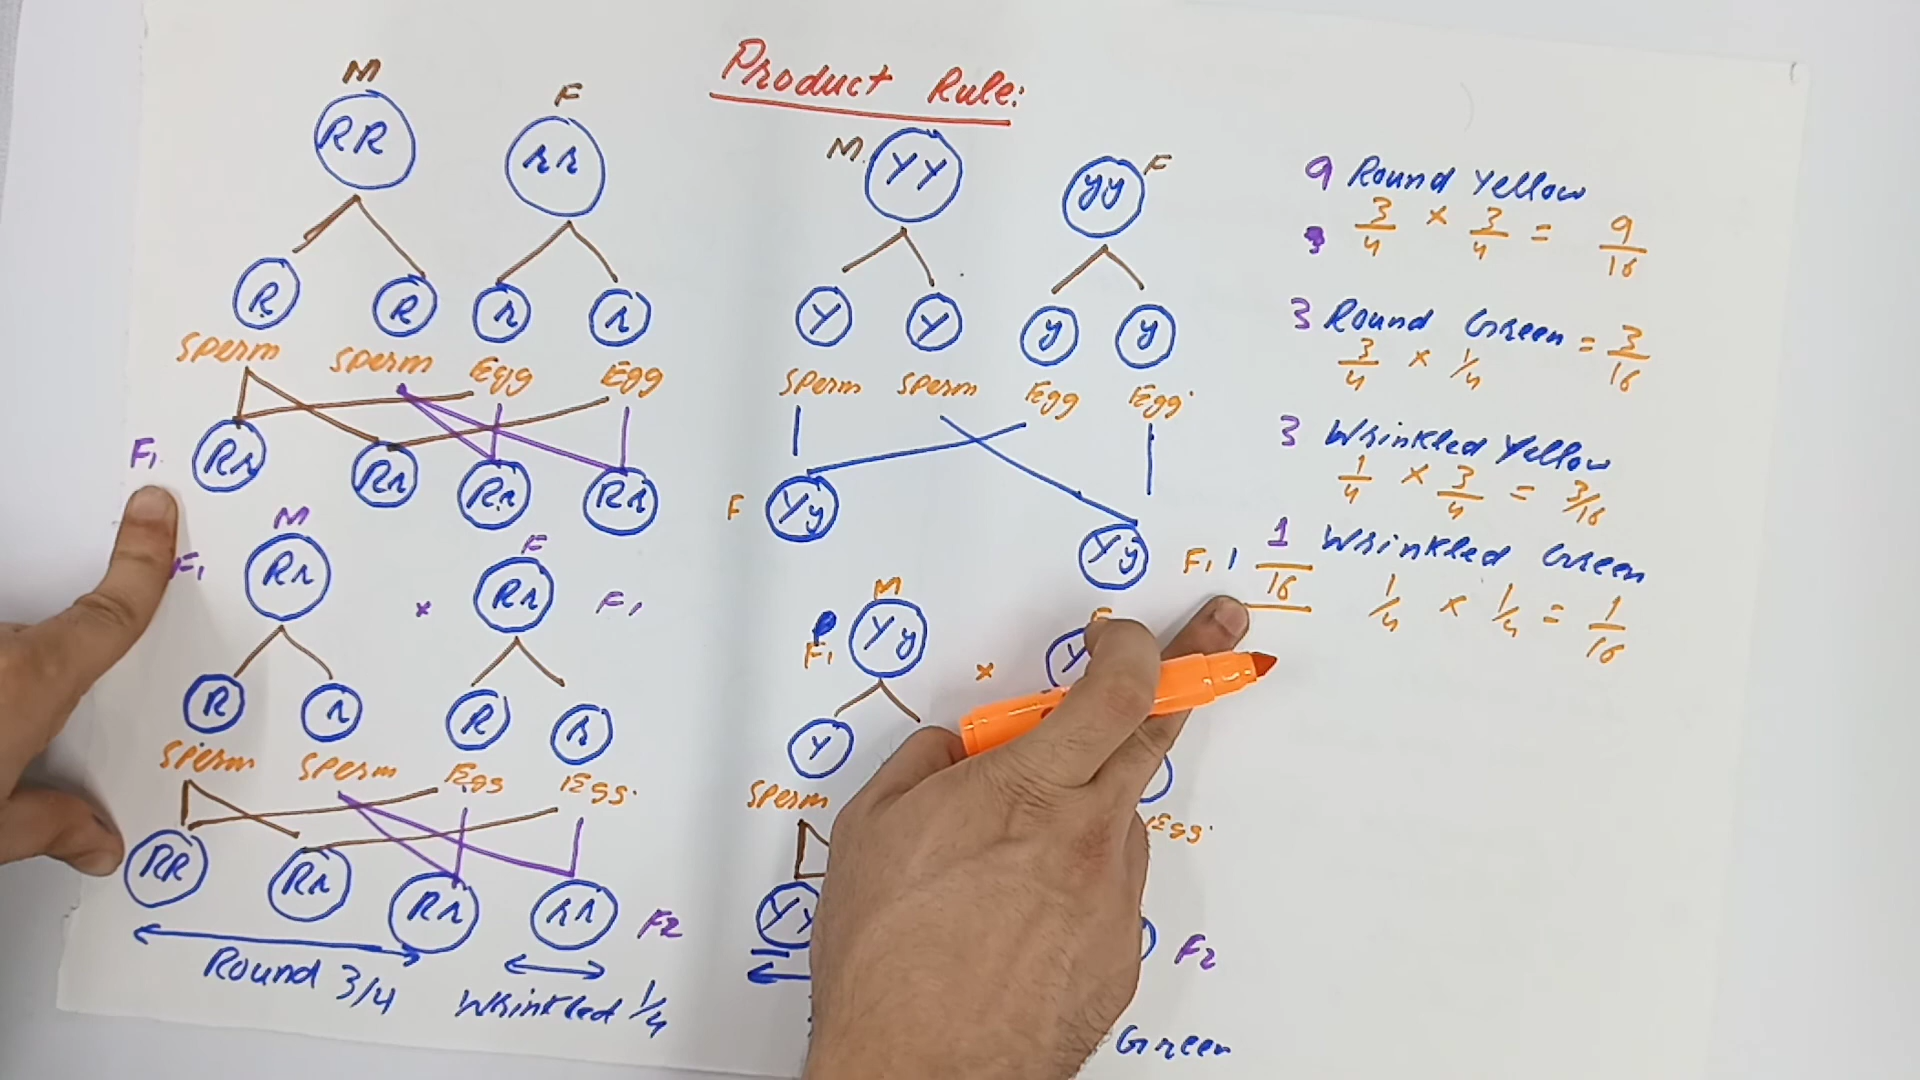 Product Rule:
M
F
RR
rr
R
R
r
r
Sperm
Sperm
Egg
Egg
F1
Rr
Rr
Rr
Rr
M
F
F1
Rr
x
Rr
F1
R
r
R
r
Sperm
Sperm
Egg
Egg.
RR
Rr
Rr
rr
F2
Round 3/4
Wrinkled 1/4
M.
YY
yy
F
Y
Y
y
y
Sperm
Sperm
Egg
Egg.
F
Yy
Yy
F1
M
F1
Yy
x
Y
Sperm
Egg.
F2
Green
9 Round Yellow
3/4 x 3/4 = 9/16
3
3 Round Green = 3/16
3/4 x 1/4
3 Wrinkled Yellow
1/4 x 3/4 = 3/16
1/16 Wrinkled Green
1/4 x 1/4 = 1/16